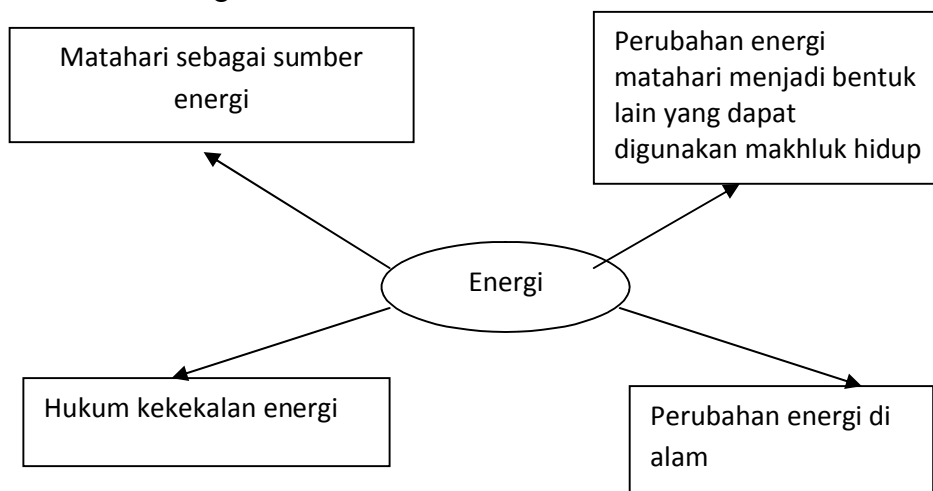 Matahari sebagai sumber
energi
Perubahan energi
matahari menjadi bentuk
lain yang dapat
digunakan makhluk hidup
Energi
Hukum kekekalan energi
Perubahan energi di
alam